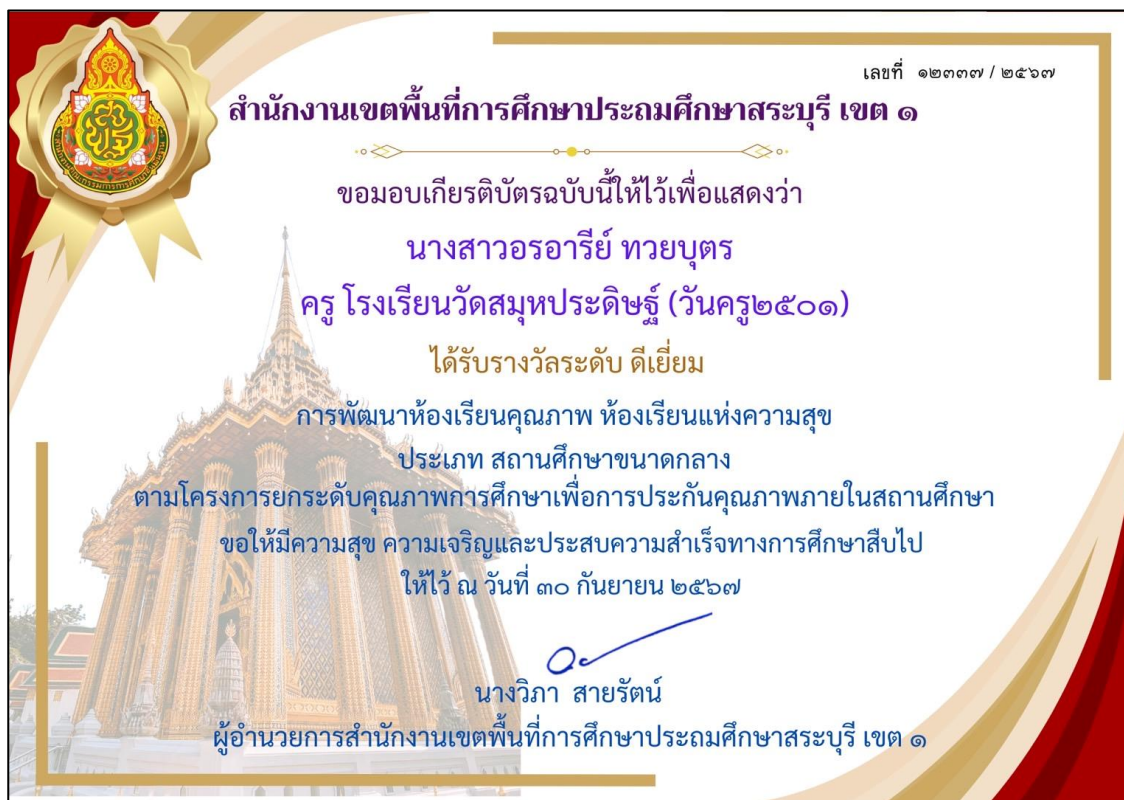 เลขที่ ๑๒๓๓๗ / ๒๕๖๗
สำนักงานเขตพื้นที่การศึกษาประถมศึกษาสระบุรี เขต ๑
ขอมอบเกียรติบัตรฉบับนี้ให้ไว้เพื่อแสดงว่า
นางสาวอรอารีย์ ทวยบุตร
ครู โรงเรียนวัดสมุหประดิษฐ์ (วันครู๒๕๐๑)
ได้รับรางวัลระดับ ดีเยี่ยม
การพัฒนาห้องเรียนคุณภาพ ห้องเรียนแห่งความสุข
ประเภท สถานศึกษาขนาดกลาง
ตามโครงการยกระดับคุณภาพการศึกษาเพื่อการประกันคุณภาพภายในสถานศึกษา
ขอให้มีความสุข ความเจริญและประสบความสำเร็จทางการศึกษาสืบไป
ให้ไว้ ณ วันที่ ๓๐ กันยายน ๒๕๖๗
นางวิภา สายรัตน์
ผู้อำนวยการสำนักงานเขตพื้นที่การศึกษาประถมศึกษาสระบุรี เขต ๑